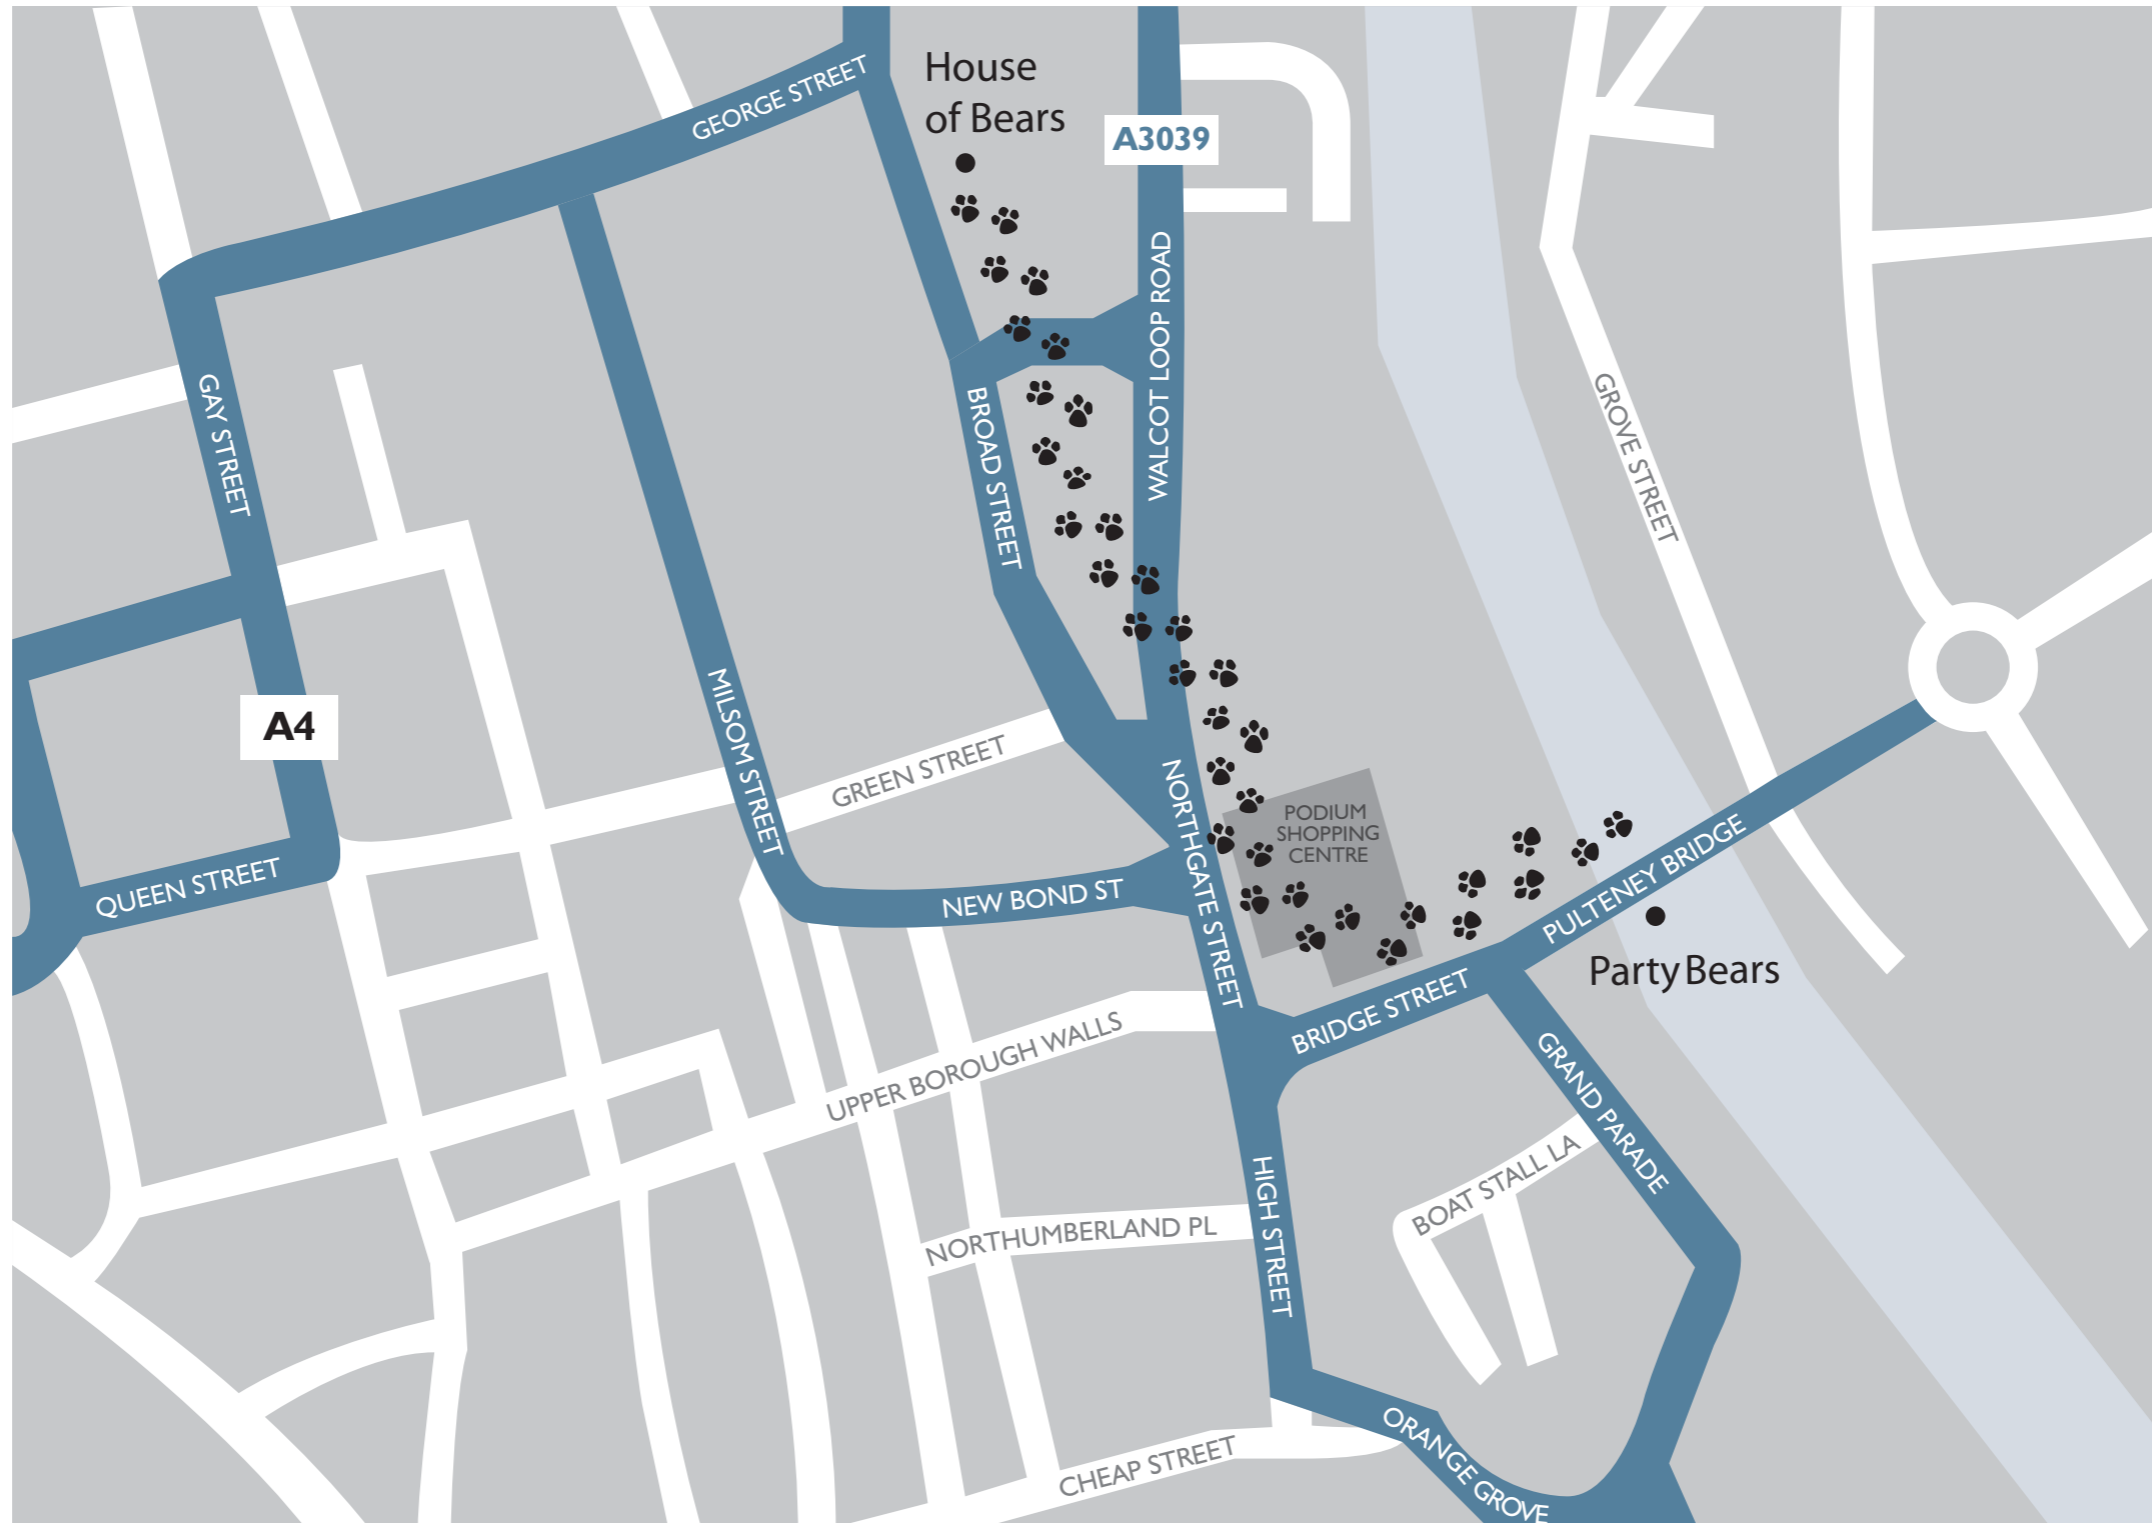 House
of Bears
GEORGE STREET
A3039
WALCOT LOOP ROAD
GAY STREET
BROAD STREET
GROVE STREET
A4
MILSOM STREET
GREEN STREET
NORTHGATE STREET
PODIUM
SHOPPING
CENTRE
PULTENEY BRIDGE
QUEEN STREET
NEW BOND ST
Party Bears
BRIDGE STREET
UPPER BOROUGH WALLS
GRAND PARADE
BOAT STALL LA
HIGH STREET
NORTHUMBERLAND PL
ORANGE GROVE
CHEAP STREET